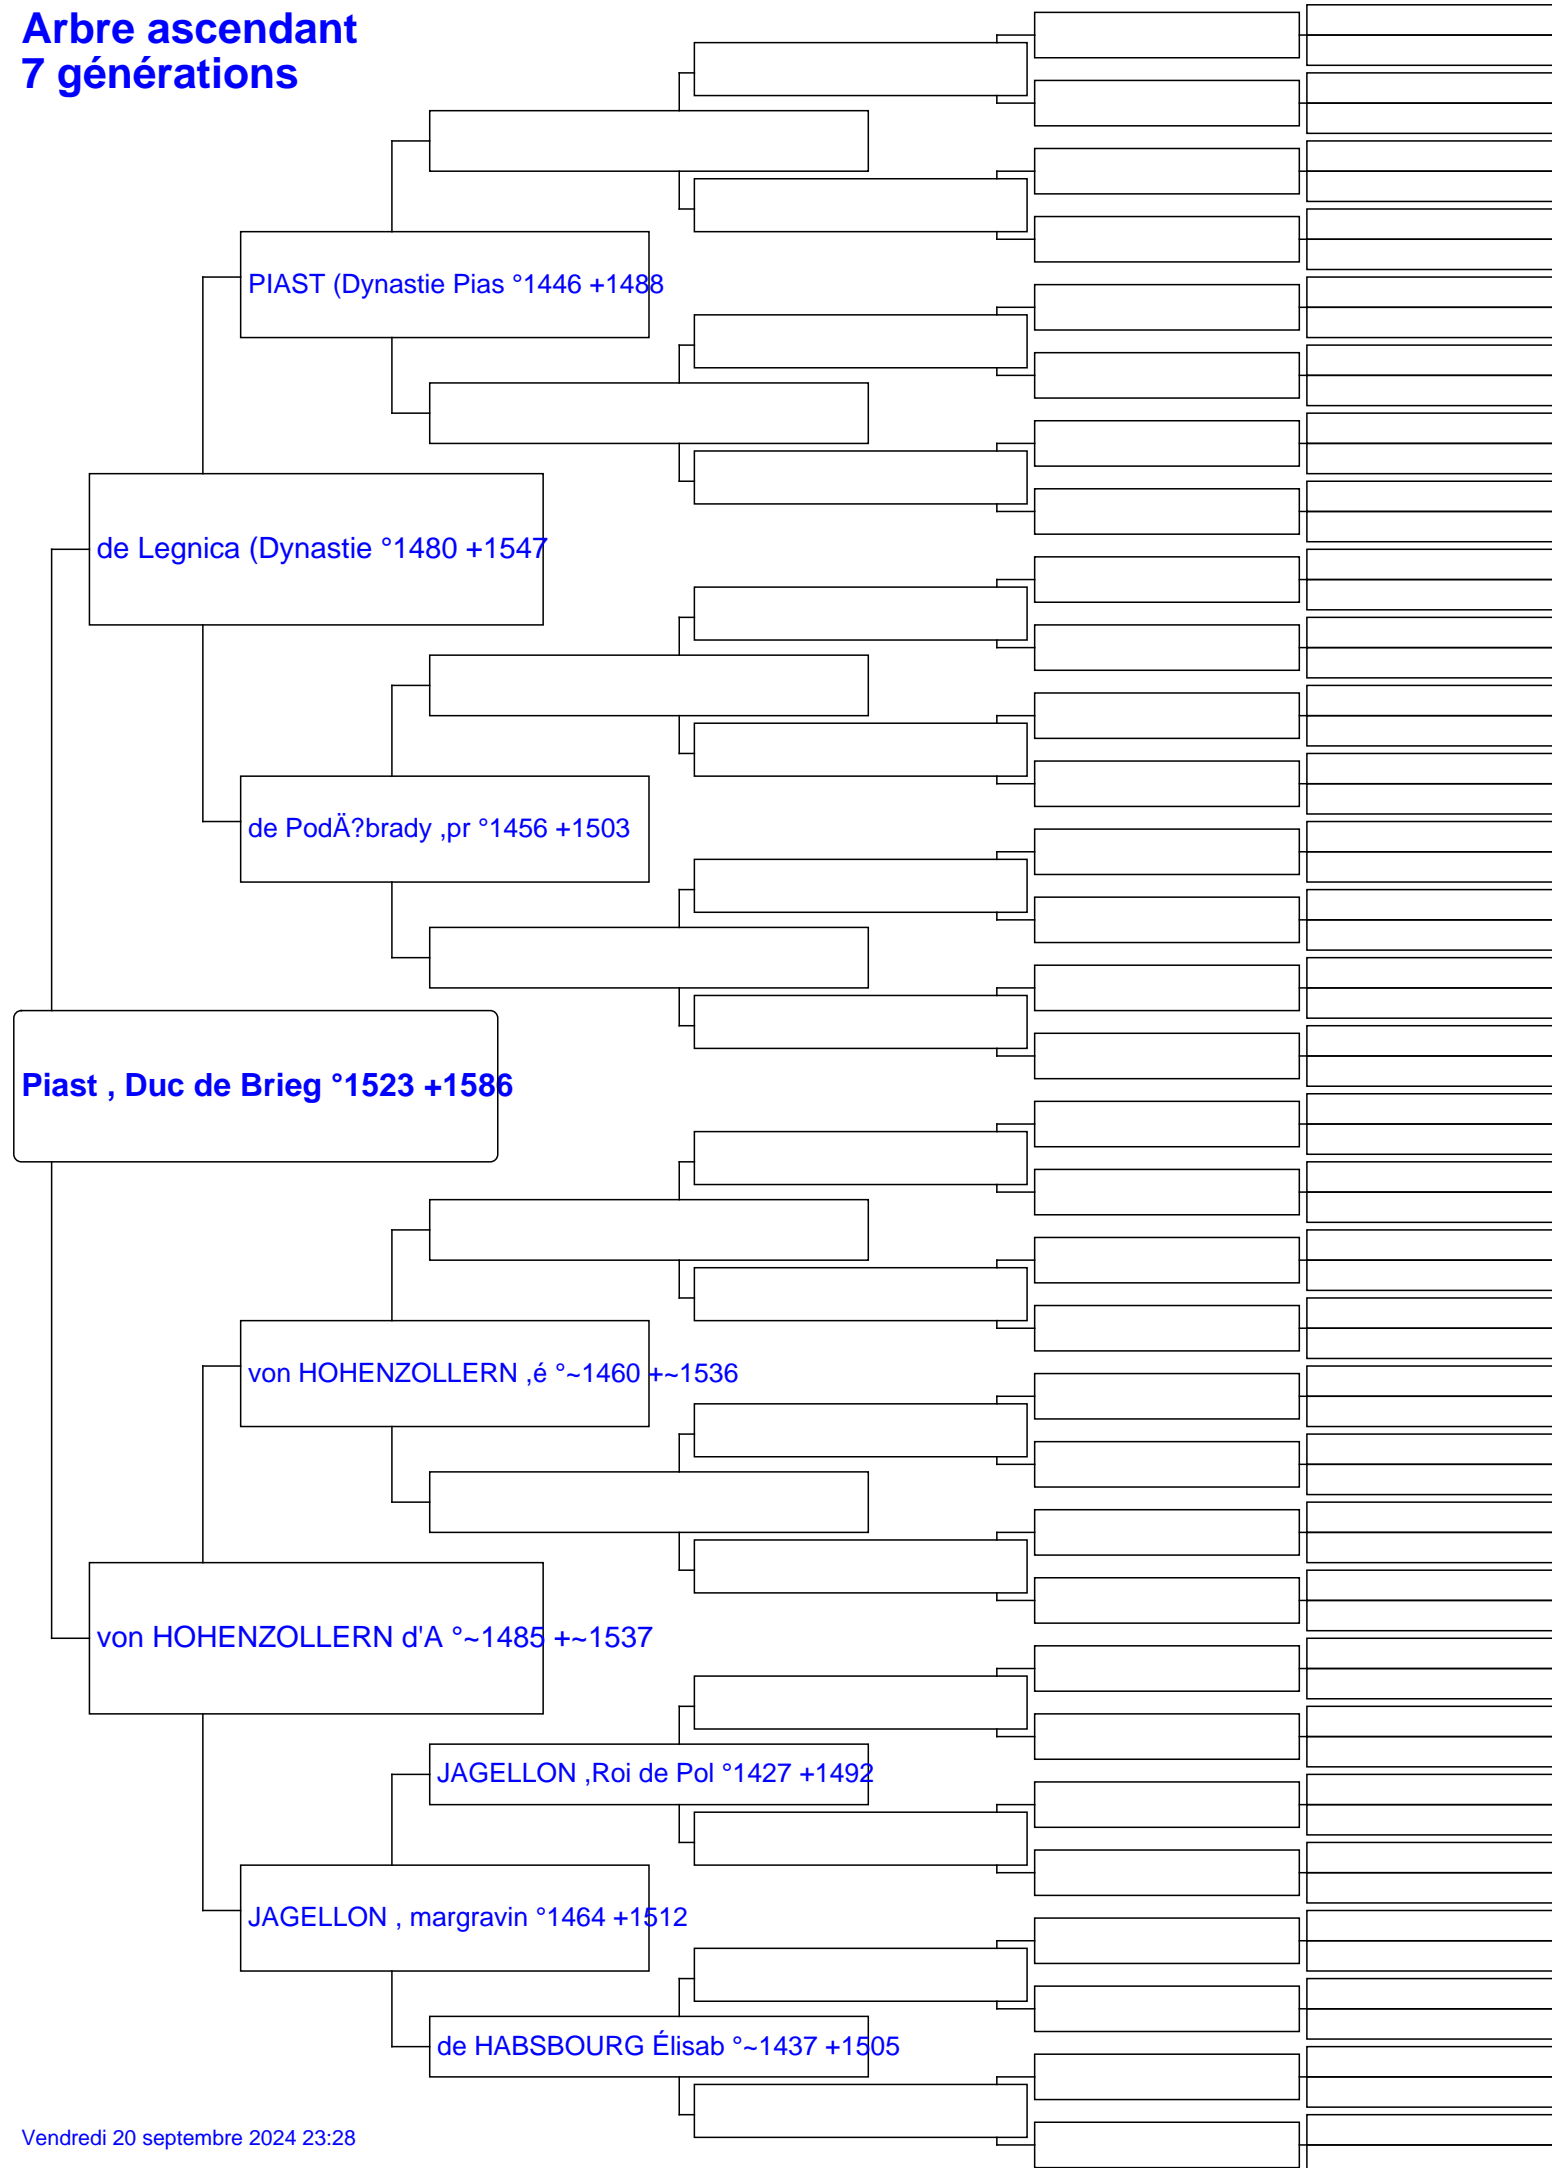 Arbre ascendant
7 générations
PIAST (Dynastie Pias °1446 +1488
de Legnica (Dynastie °1480 +1547
de PodÄ?brady ,pr °1456 +1503
Piast , Duc de Brieg °1523 +1586
von HOHENZOLLERN ,é °~1460 +~1536
von HOHENZOLLERN d'A °~1485 +~1537
JAGELLON ,Roi de Pol °1427 +1492
JAGELLON , margravin °1464 +1512
de HABSBOURG Élisab °~1437 +1505
Vendredi 20 septembre 2024 23:28